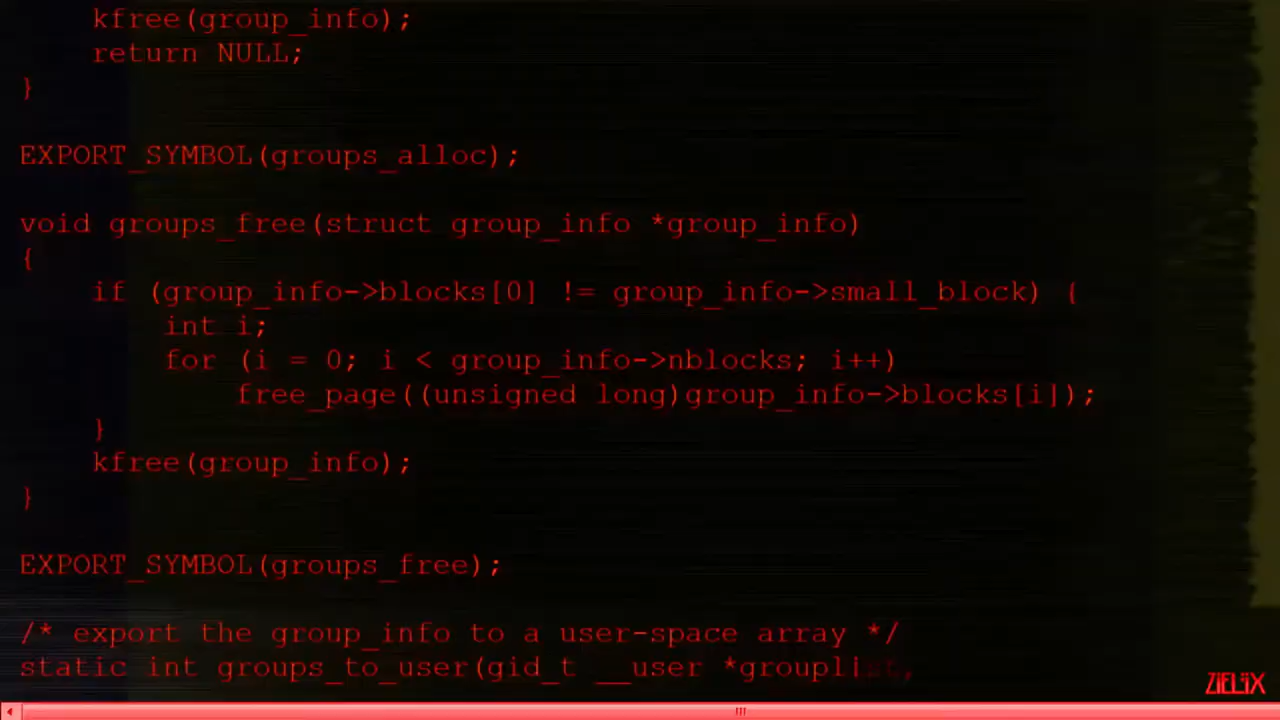 kfree(group_info);
    return NULL;
}
EXPORT_SYMBOL(groups_alloc);
void groups_free(struct group_info *group_info)
{
    if (group_info->blocks[0] != group_info->small_block) {
        int i;
        for (i = 0; i < group_info->nblocks; i++)
            free_page((unsigned long)group_info->blocks[i]);
    }
    kfree(group_info);
}
EXPORT_SYMBOL(groups_free);
/* export the group_info to a user-space array */
static int groups_to_user(gid_t __user *grouplist,
ZIELIX